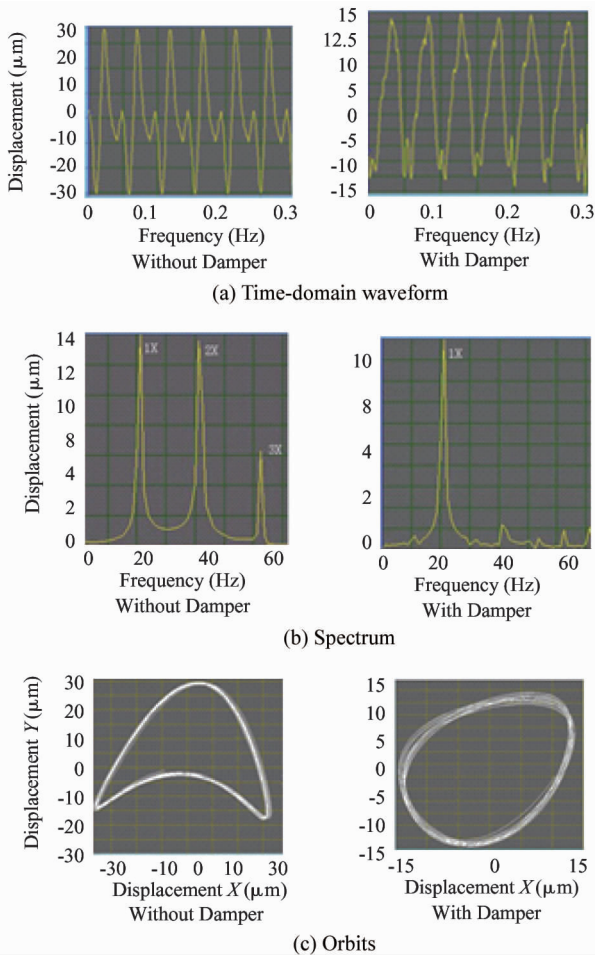 Displacement (μm)
30
20
10
0
-10
-20
-30
0 0.1 0.2 0.3
Frequency (Hz)
Without Damper
15
12.5
10
5
0
-5
-10
-15
0 0.1 0.2 0.3
Frequency (Hz)
With Damper
(a) Time-domain waveform
Displacement (μm)
14
12
10
8
6
4
2
0
1X
2X
3X
0 20 40 60
Frequency (Hz)
Without Damper
10
8
6
4
2
0
1X
0 20 40 60
Frequency (Hz)
With Damper
(b) Spectrum
Displacement Y (μm)
30
20
10
0
-10
-20
-30
-30 -10 0 10 20 30
Displacement X (μm)
Without Damper
15
10
5
0
-5
-10
-15
-15 0 15
Displacement X (μm)
With Damper
(c) Orbits